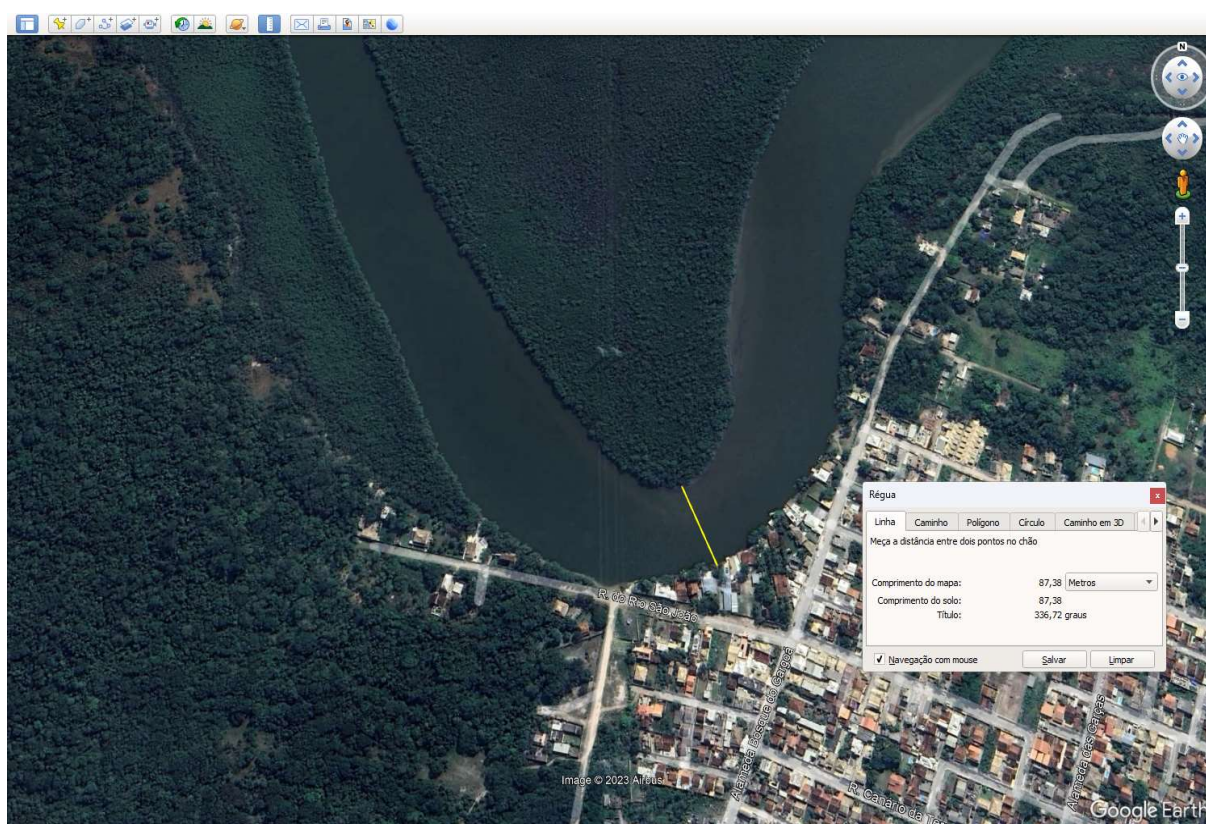 N
Régua
x
Linha Caminho Polígono Círculo Caminho em 3D
Meça a distância entre dois pontos no chão
Comprimento do mapa: 87,38 Metros
Comprimento do solo: 87,38
Título: 336,72 graus
Navegação com mouse Salvar Limpar
R. do Rio São João
Alameda Bosque do Caiçara
Alameda das Caiçaras
R. Canário da Terra
Image © 2023 Airbus
Google Earth